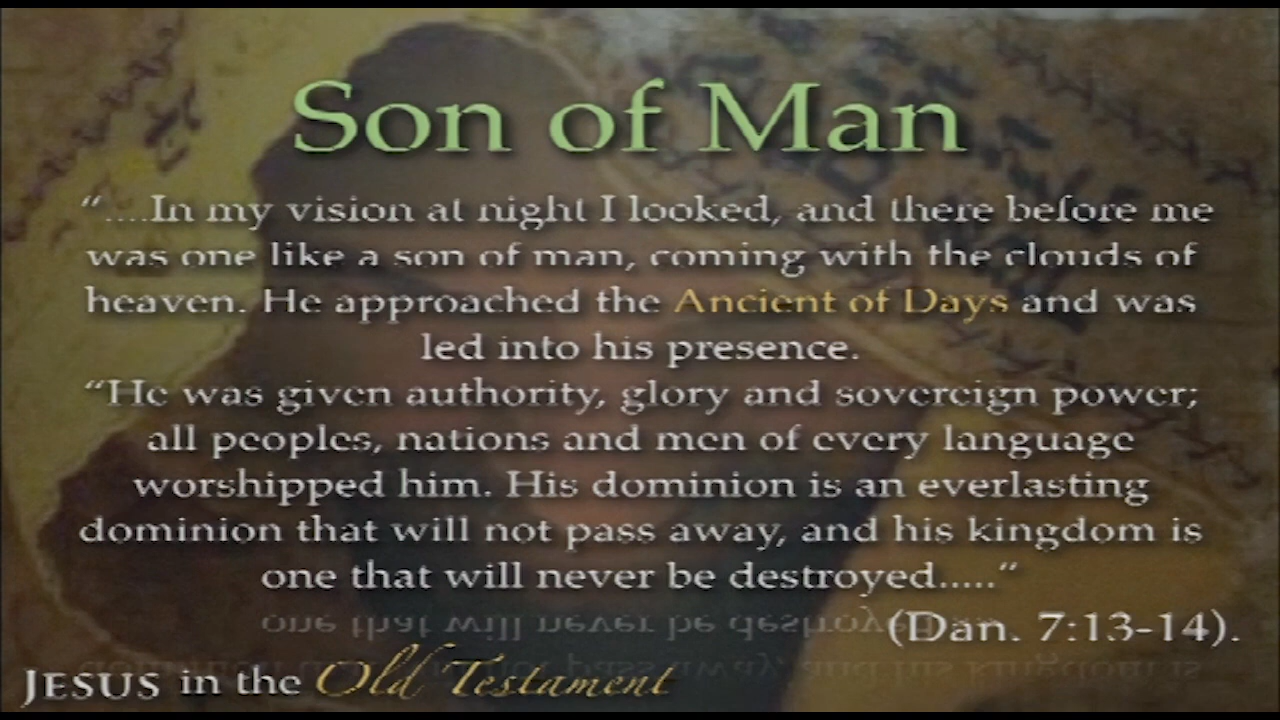 Son of Man
“....In my vision at night I looked, and there before me
was one like a son of man, coming with the clouds of
heaven. He approached the Ancient of Days and was
led into his presence.
“He was given authority, glory and sovereign power;
all peoples, nations and men of every language
worshipped him. His dominion is an everlasting
dominion that will not pass away, and his kingdom is
one that will never be destroyed.....“
(Dan. 7:13-14).
JESUS in the Old Testament